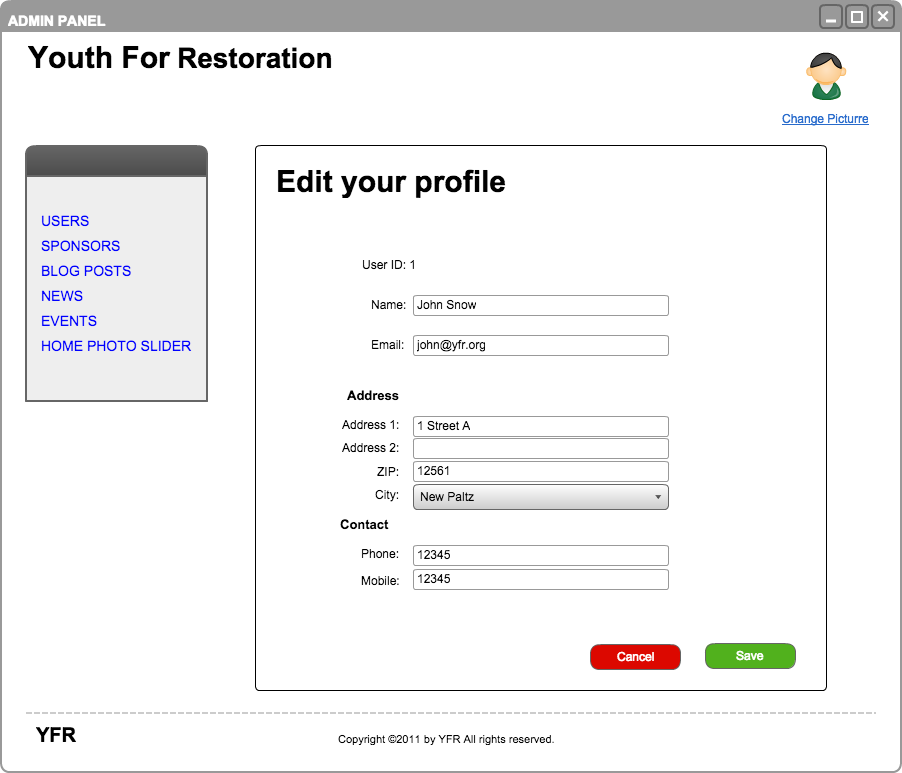 ADMIN PANEL
Youth For Restoration
Change Picturre
Edit your profile
USERS
SPONSORS
BLOG POSTS
NEWS
EVENTS
HOME PHOTO SLIDER
User ID: 1
Name: John Snow
Email: john@yfr.org
Address
Address 1: 1 Street A
Address 2:
ZIP: 12561
City: New Paltz
Contact
Phone: 12345
Mobile: 12345
Cancel Save
YFR
Copyright ©2011 by YFR All rights reserved.